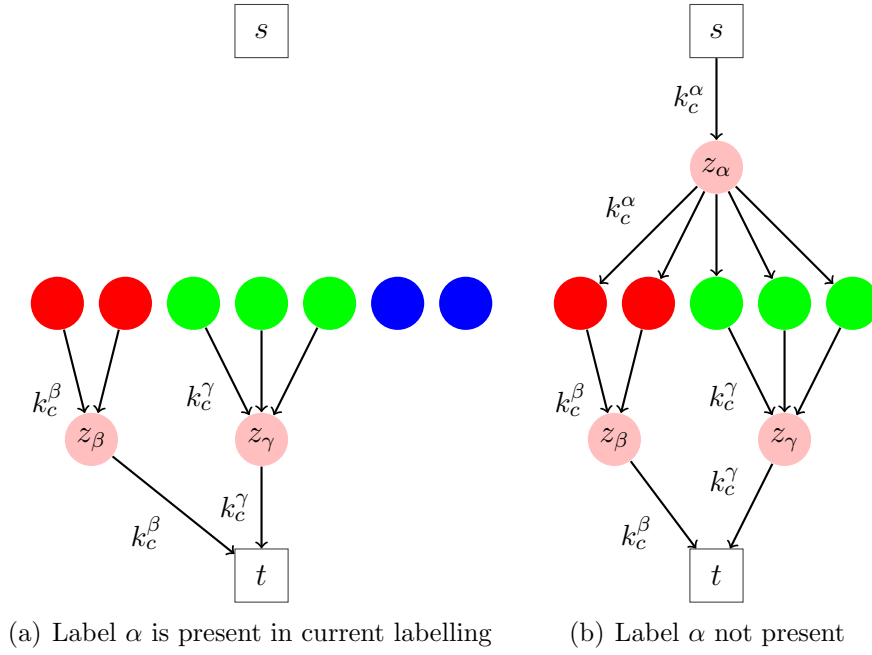 s s
k_c^α
z_α
k_c^α
k_c^β k_c^γ k_c^β k_c^γ
z_β z_γ z_β z_γ
k_c^β k_c^γ k_c^β k_c^γ
t t
(a) Label α is present in current labelling (b) Label α not present